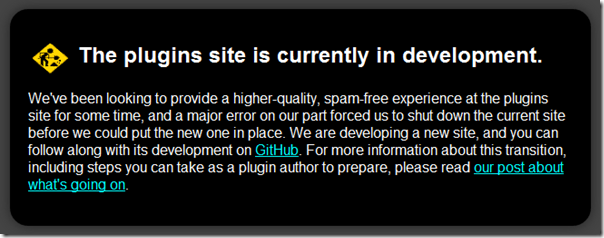 The plugins site is currently in development.
We've been looking to provide a higher-quality, spam-free experience at the plugins
site for some time, and a major error on our part forced us to shut down the current site
before we could put the new one in place. We are developing a new site, and you can
follow along with its development on GitHub. For more information about this transition,
including steps you can take as a plugin author to prepare, please read our post about
what's going on.